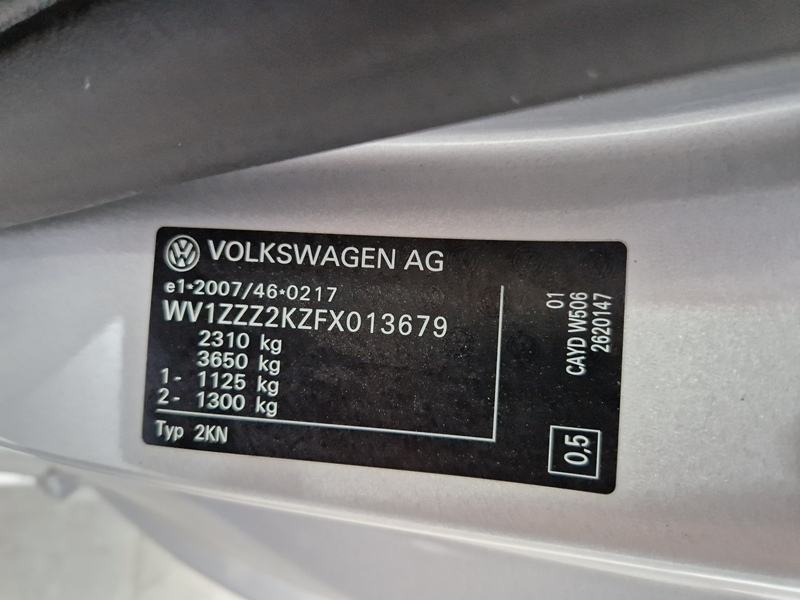 VOLKSWAGEN AG
e1*2007/46*0217
WV1ZZZ2KZFX013679
2310 kg
3650 kg
1- 1125 kg
2- 1300 kg
Typ 2KN
01
CAYD W506
2620147
0,5